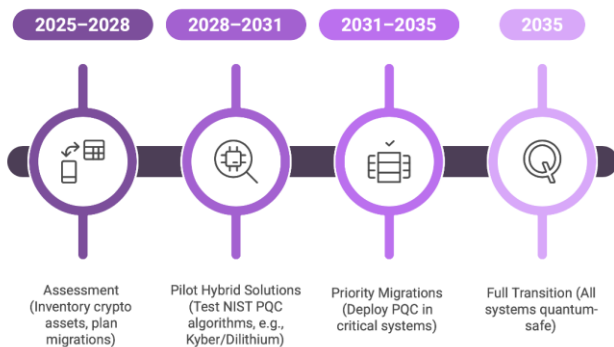 2025–2028
2028–2031
2031–2035
2035
Assessment
(Inventory crypto
assets, plan
migrations)
Pilot Hybrid Solutions
(Test NIST PQC
algorithms, e.g.,
Kyber/Dilithium)
Priority Migrations
(Deploy PQC in
critical systems)
Full Transition (All
systems quantum-
safe)